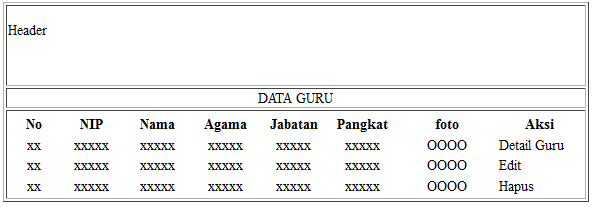 Header
DATA GURU
No NIP Nama Agama Jabatan Pangkat foto Aksi
xx xxxxx xxxxx xxxxx xxxxx xxxxx OOOO Detail Guru
xx xxxxx xxxxx xxxxx xxxxx xxxxx OOOO Edit
xx xxxxx xxxxx xxxxx xxxxx xxxxx OOOO Hapus